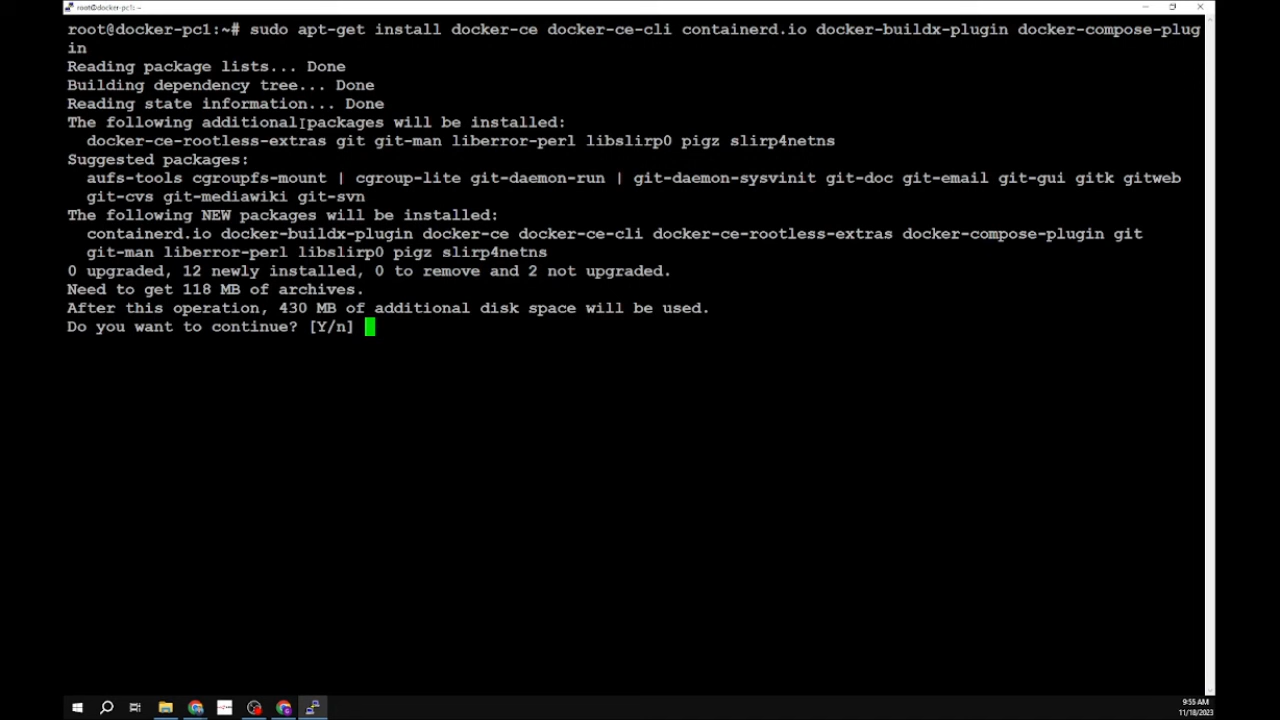 root@docker-pc1: ~
root@docker-pc1:~# sudo apt-get install docker-ce docker-ce-cli containerd.io docker-buildx-plugin docker-compose-plug
in
Reading package lists... Done
Building dependency tree... Done
Reading state information... Done
The following additional packages will be installed:
docker-ce-rootless-extras git git-man liberror-perl libslirp0 pigz slirp4netns
Suggested packages:
aufs-tools cgroupfs-mount | cgroup-lite git-daemon-run | git-daemon-sysvinit git-doc git-email git-gui gitk gitweb
git-cvs git-mediawiki git-svn
The following NEW packages will be installed:
containerd.io docker-buildx-plugin docker-ce docker-ce-cli docker-ce-rootless-extras docker-compose-plugin git
git-man liberror-perl libslirp0 pigz slirp4netns
0 upgraded, 12 newly installed, 0 to remove and 2 not upgraded.
Need to get 118 MB of archives.
After this operation, 430 MB of additional disk space will be used.
Do you want to continue? [Y/n]
9:55 AM
11/18/2023